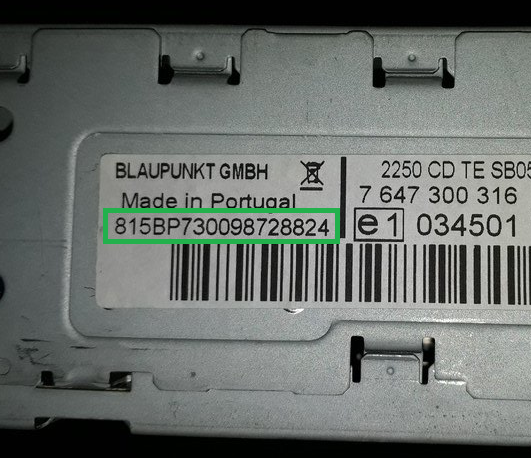 BLAUPUNKT GMBH
Made in Portugal
815BP730098728824
2250 CD TE SB05
7 647 300 316
e1 034501